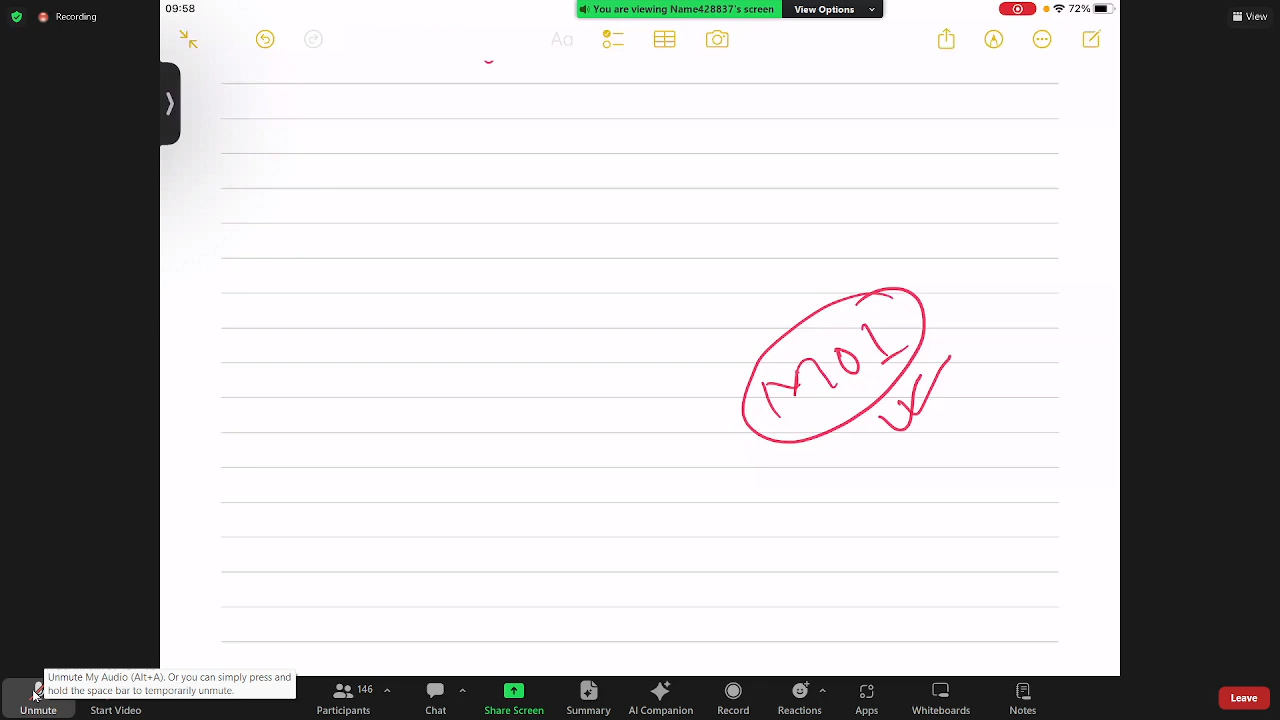 09:58
Recording
You are viewing Name428837's screen
View Options
72%
View
Aa
MOI
Unmute My Audio (Alt+A). Or you can simply press and
hold the space bar to temporarily unmute.
Unmute
Start Video
146
Participants
Chat
Share Screen
Summary
AI Companion
Record
Reactions
Apps
Whiteboards
Notes
Leave